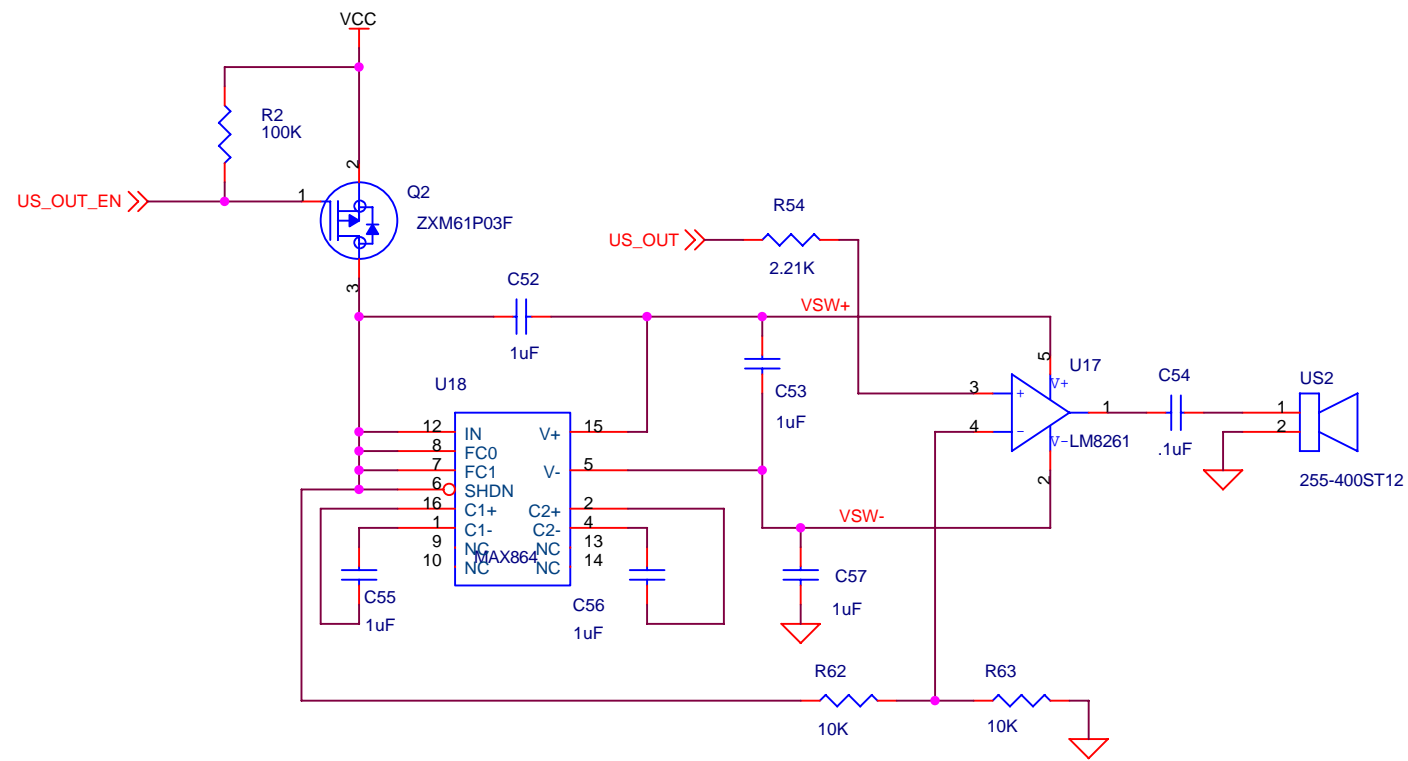 VCC
R2
100K
2
US_OUT_EN
1
Q2
ZXM61P03F
3
R54
US_OUT
2.21K
C52
1uF
VSW+
U18
C53
1uF
5
U17
V+
3
+
4
-
V-
LM8261
1
2
C54
.1uF
US2
1
2
255-400ST12
12
IN
V+
15
8
FC0
7
FC1
V-
5
6
SHDN
16
C1+
C2+
2
1
C1-
C2-
4
9
NC
NC
13
10
NC
NC
14
MAX864
VSW-
C55
1uF
C56
1uF
C57
1uF
R62
10K
R63
10K